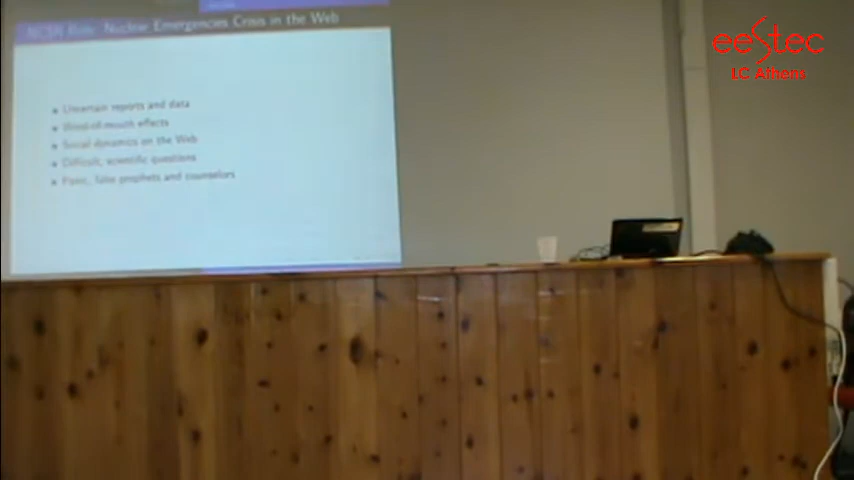 Nuclear Emergencies Crisis in the Web
Uncertain reports and data
Word-of-mouth effects
Social dynamics on the Web
Difficult, scientific questions
Panic, false prophets and counselors
eestec
LC Athens